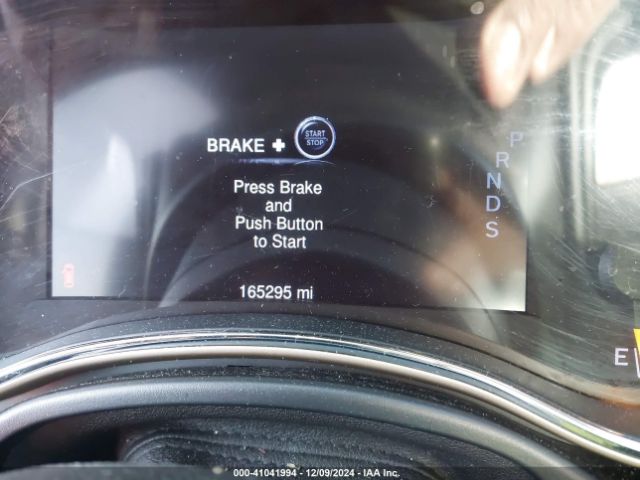 BRAKE + START
STOP
Press Brake
and
Push Button
to Start
165295 mi
P
R
N
D
S
E
000-41041994 - 12/09/2024 - IAA Inc.